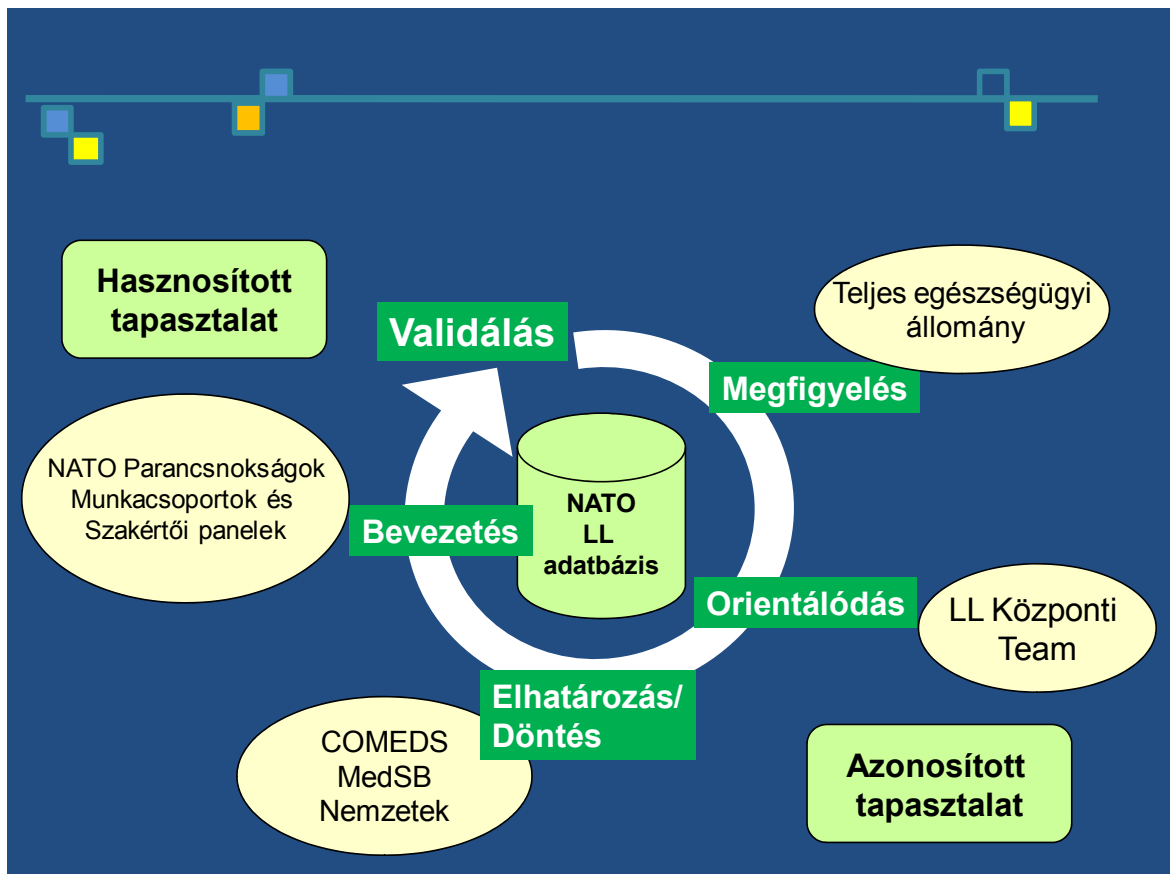 Hasznosított
tapasztalat
Teljes egészségügyi
állomány
Validálás
Megfigyelés
NATO Parancsnokságok
Munkacsoportok és
Szakértői panelek
Bevezetés
NATO
LL
adatbázis
Orientálódás
LL Központi
Team
Elhatározás/
Döntés
COMEDS
MedSB
Nemzetek
Azonosított
tapasztalat